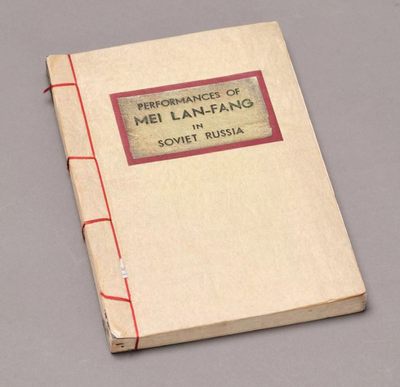 PERFORMANCES OF
MEI LAN-FANG
IN
SOVIET RUSSIA